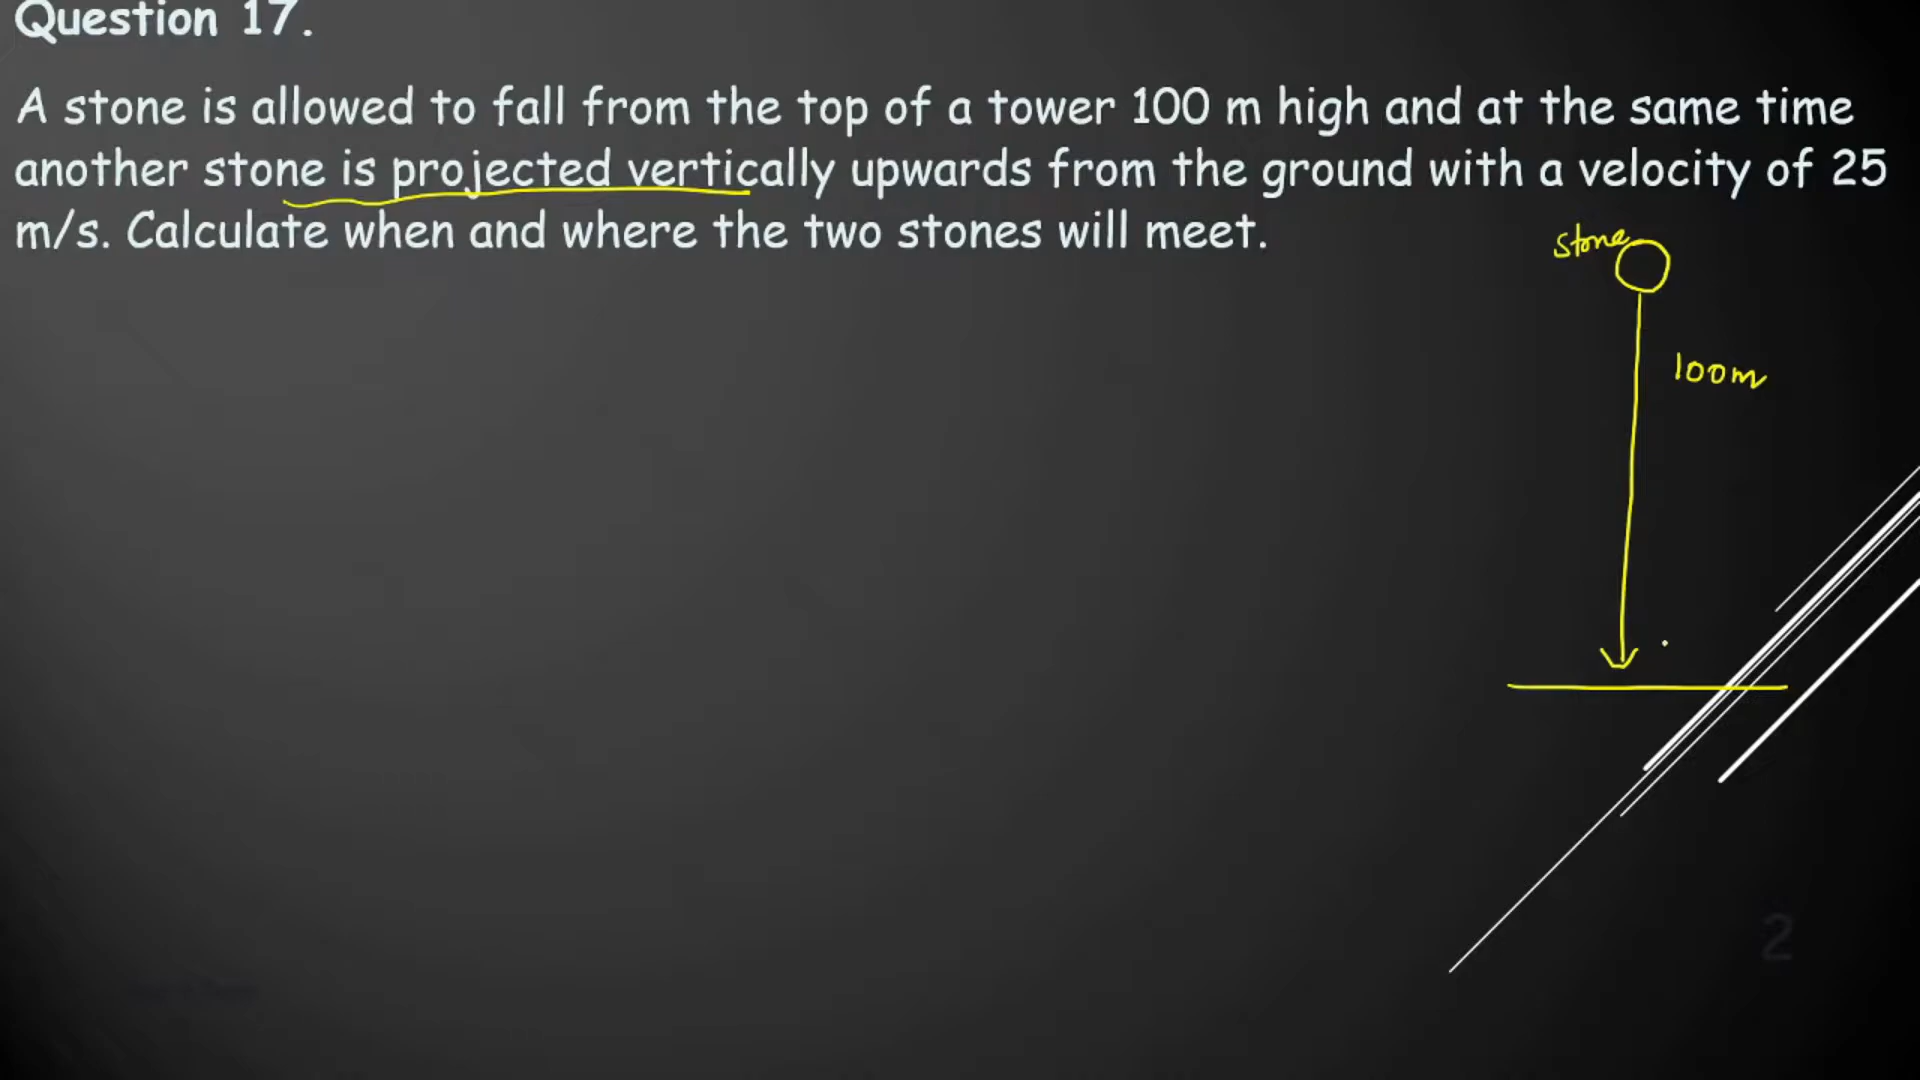 Question 17.
A stone is allowed to fall from the top of a tower 100 m high and at the same time
another stone is projected vertically upwards from the ground with a velocity of 25
m/s. Calculate when and where the two stones will meet.
stone
100m
2